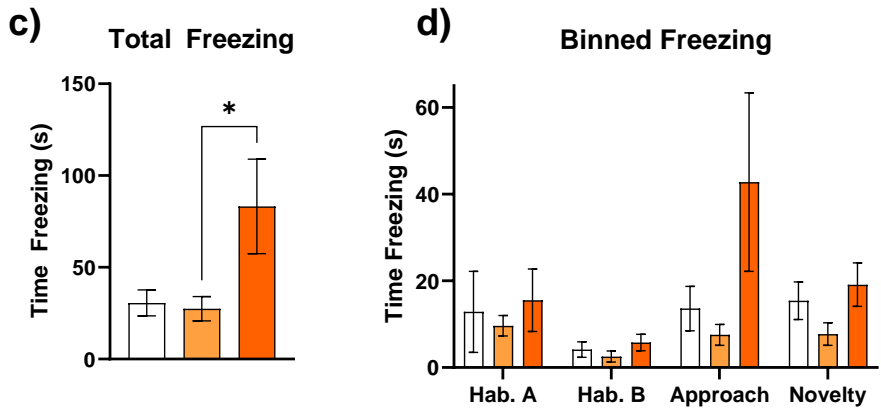 c)
Total Freezing
Time Freezing (s)
150
100
50
0
*
d)
Binned Freezing
Time Freezing (s)
60
40
20
0
Hab. A Hab. B Approach Novelty